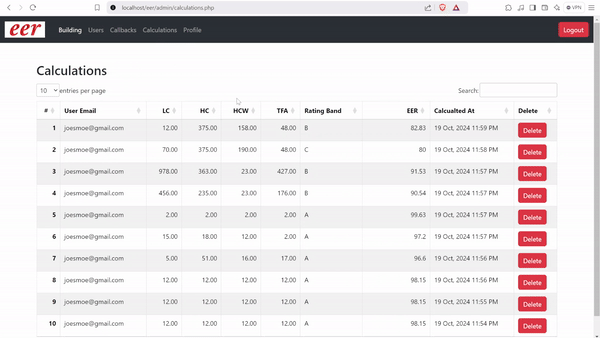 localhost/eer/admin/calculations.php
VPN
eer Building Users Callbacks Calculations Profile Logout
Calculations
10 entries per page Search:
# User Email LC HC HCW TFA Rating Band EER Calcualted At Delete
1 joesmoe@gmail.com 12.00 375.00 158.00 48.00 B 82.83 19 Oct, 2024 11:59 PM Delete
2 joesmoe@gmail.com 70.00 375.00 190.00 48.00 C 80 19 Oct, 2024 11:58 PM Delete
3 joesmoe@gmail.com 978.00 363.00 23.00 427.00 B 91.53 19 Oct, 2024 11:57 PM Delete
4 joesmoe@gmail.com 456.00 235.00 23.00 176.00 B 90.54 19 Oct, 2024 11:57 PM Delete
5 joesmoe@gmail.com 2.00 2.00 2.00 2.00 A 99.63 19 Oct, 2024 11:57 PM Delete
6 joesmoe@gmail.com 15.00 18.00 12.00 2.00 A 97.2 19 Oct, 2024 11:57 PM Delete
7 joesmoe@gmail.com 5.00 51.00 16.00 17.00 A 96.6 19 Oct, 2024 11:56 PM Delete
8 joesmoe@gmail.com 12.00 12.00 12.00 12.00 A 98.15 19 Oct, 2024 11:56 PM Delete
9 joesmoe@gmail.com 12.00 12.00 12.00 12.00 A 98.15 19 Oct, 2024 11:55 PM Delete
10 joesmoe@gmail.com 12.00 12.00 12.00 12.00 A 98.15 19 Oct, 2024 11:54 PM Delete